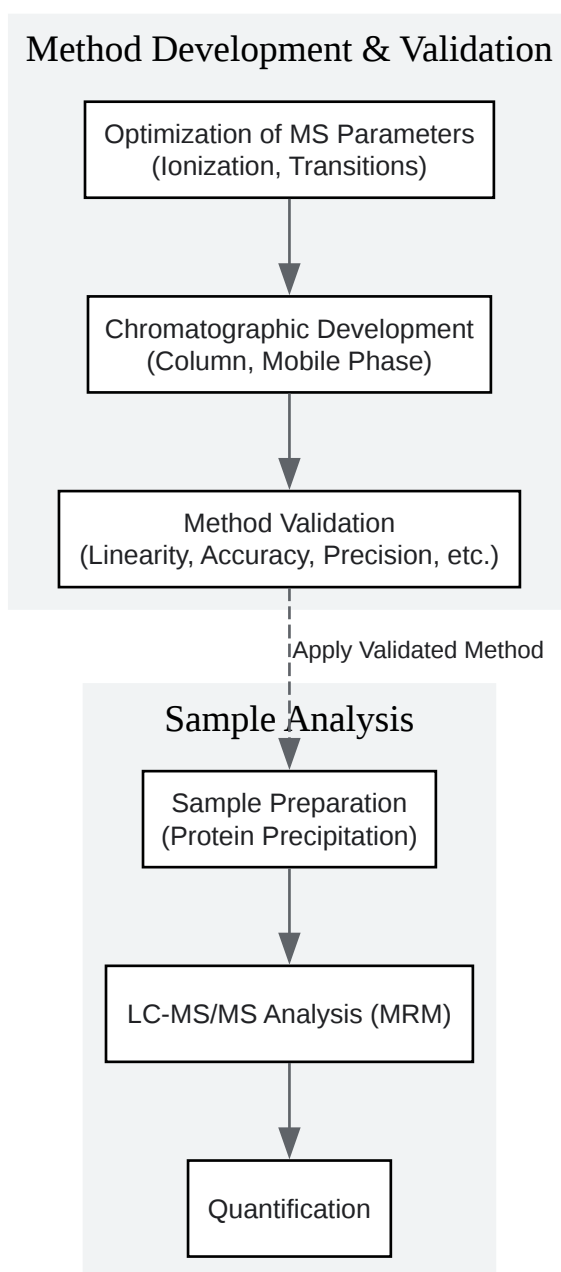 Method Development & Validation
Optimization of MS Parameters
(Ionization, Transitions)
Chromatographic Development
(Column, Mobile Phase)
Method Validation
(Linearity, Accuracy, Precision, etc.)
Apply Validated Method
Sample Analysis
Sample Preparation
(Protein Precipitation)
LC-MS/MS Analysis (MRM)
Quantification